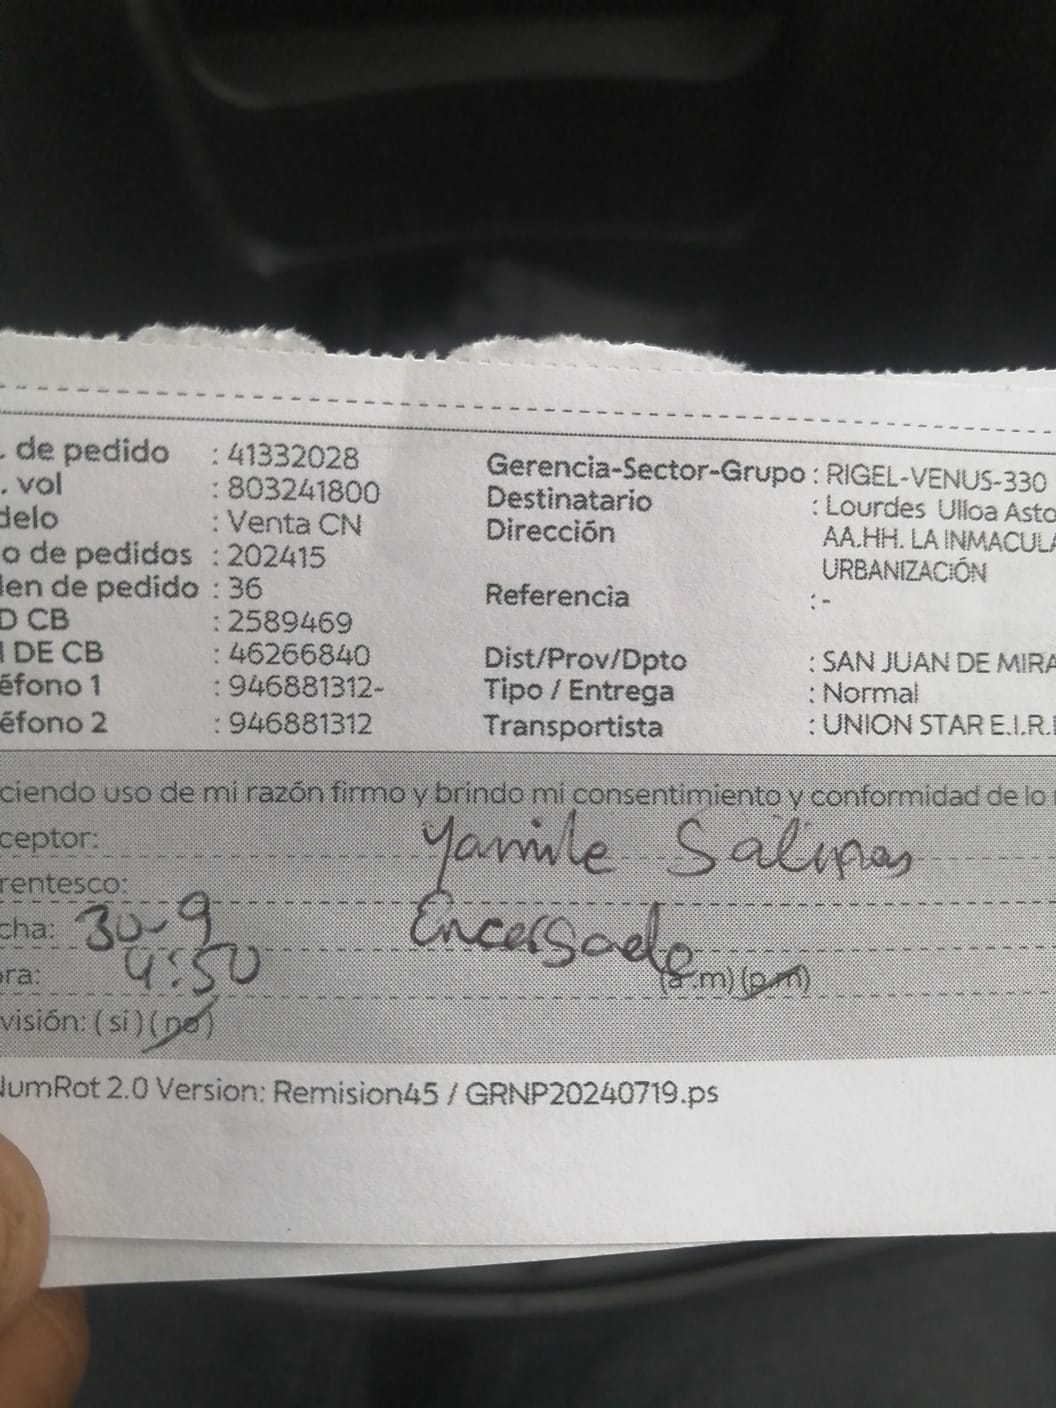 . de pedido : 41332028
. vol : 803241800
delo : Venta CN
o de pedidos : 202415
den de pedido : 36
D CB : 2589469
I DE CB : 46266840
éfono 1 : 946881312-
éfono 2 : 946881312
Gerencia-Sector-Grupo : RIGEL-VENUS-330
Destinatario : Lourdes Ulloa Asto
Dirección AA.HH. LA INMACULA
URBANIZACIÓN
Referencia : -
Dist/Prov/Dpto : SAN JUAN DE MIRA
Tipo / Entrega : Normal
Transportista : UNION STAR E.I.R.L
ciendo uso de mi razón firmo y brindo mi consentimiento y conformidad de lo
ceptor: Yamile Salinas
rentesco:
cha: 30-9 Encargado
ora: 4:50 (a.m) (p.m)
visión: (si) (no)
NumRot 2.0 Version: Remision45 / GRNP20240719.ps